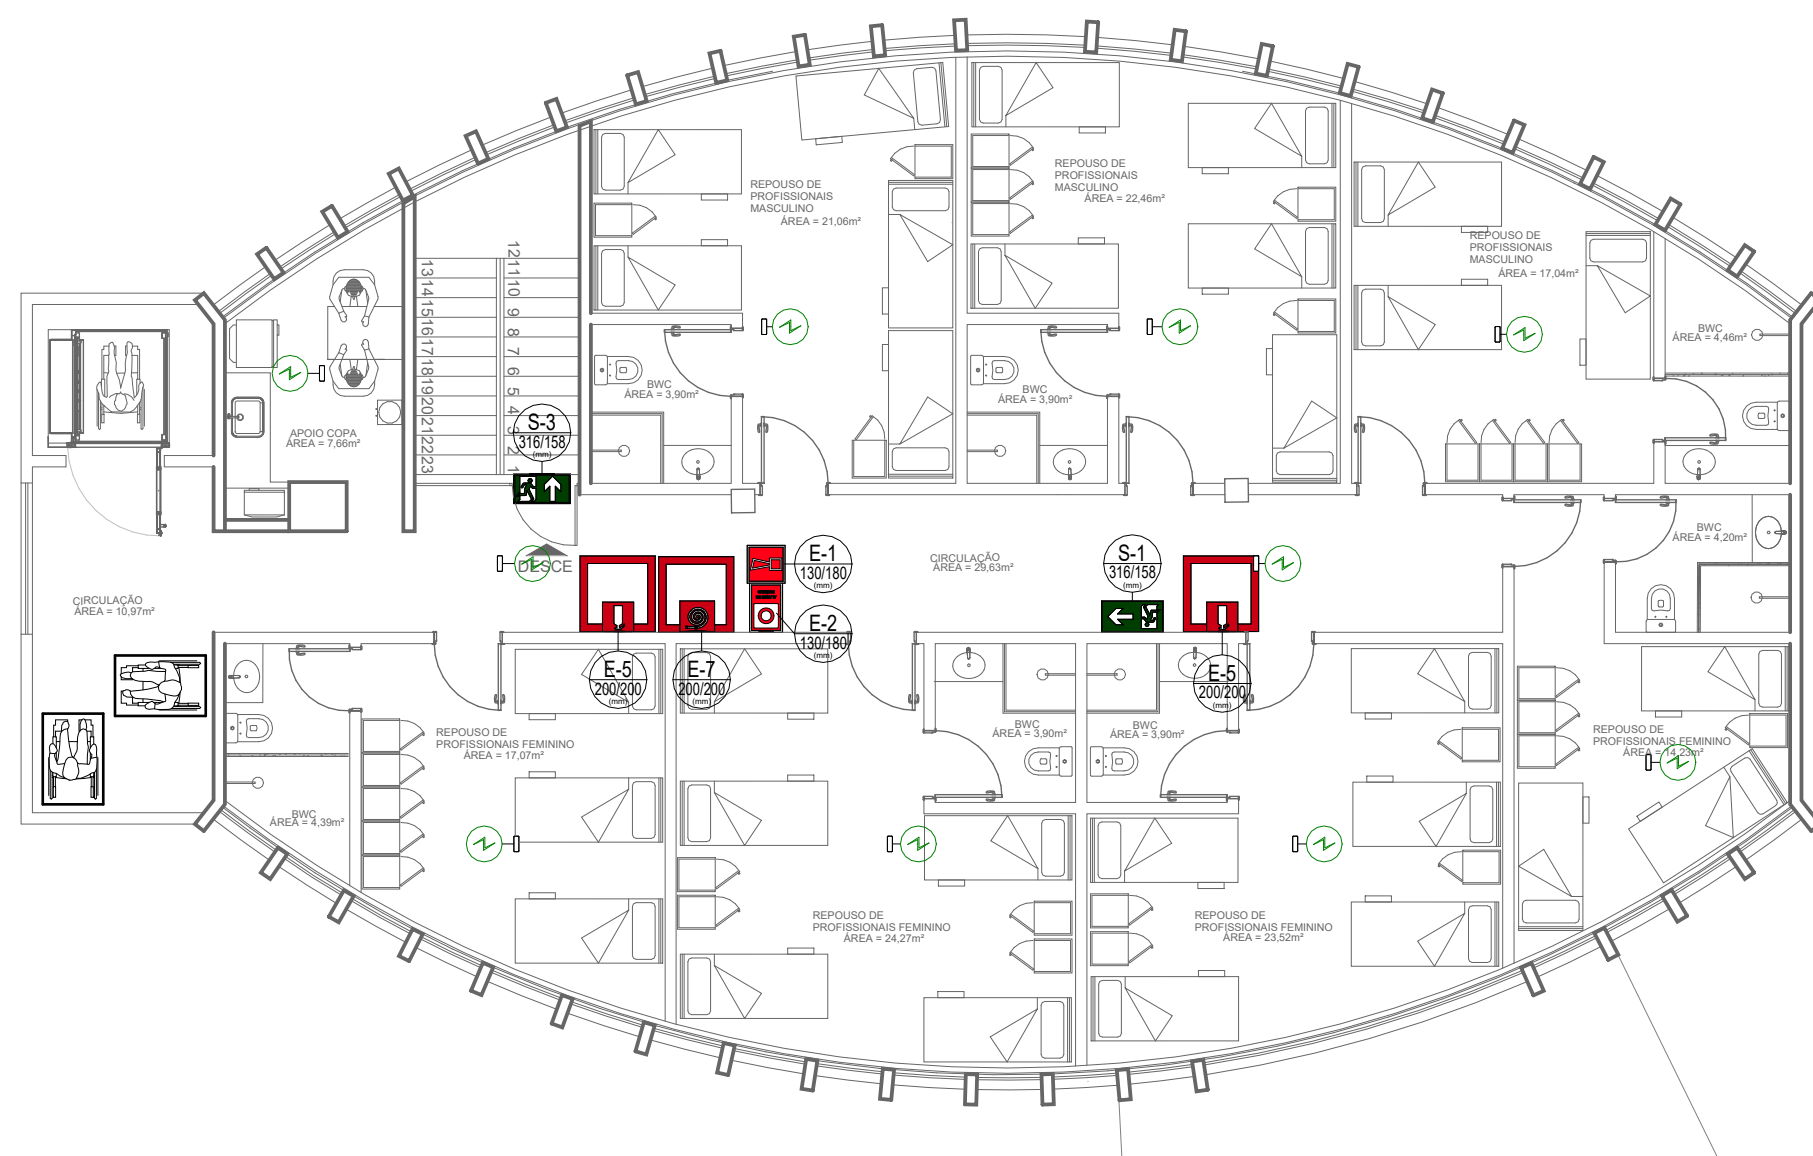 REPOUSO DE
PROFISSIONAIS
MASCULINO
ÁREA = 21,06m²
REPOUSO DE
PROFISSIONAIS
MASCULINO
ÁREA = 22,46m²
REPOUSO DE
PROFISSIONAIS
MASCULINO
ÁREA = 17,04m²
BWC
ÁREA = 4,46m²
12
11
10
9
8
7
6
5
4
3
2
1
13
14
15
16
17
18
19
20
21
22
23
BWC
ÁREA = 3,90m²
BWC
ÁREA = 3,90m²
APOIO COPA
ÁREA = 7,66m²
S-3
316/158
(mm)
BWC
ÁREA = 4,20m²
DESCE
E-1
130/180
(mm)
CIRCULAÇÃO
ÁREA = 29,63m²
S-1
316/158
(mm)
CIRCULAÇÃO
ÁREA = 10,97m²
E-2
130/180
(mm)
E-5
200/200
(mm)
E-7
200/200
(mm)
E-5
200/200
(mm)
REPOUSO DE
PROFISSIONAIS FEMININO
ÁREA = 17,07m²
BWC
ÁREA = 3,90m²
BWC
ÁREA = 3,90m²
REPOUSO DE
PROFISSIONAIS FEMININO
ÁREA = 14,23m²
BWC
ÁREA = 4,39m²
REPOUSO DE
PROFISSIONAIS FEMININO
ÁREA = 24,27m²
REPOUSO DE
PROFISSIONAIS FEMININO
ÁREA = 23,52m²